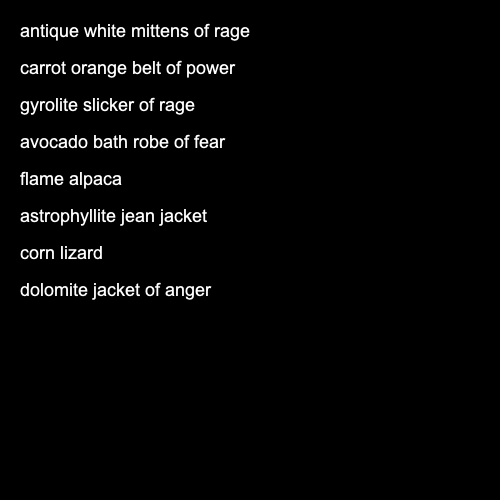 antique white mittens of rage
carrot orange belt of power
gyrolite slicker of rage
avocado bath robe of fear
flame alpaca
astrophyllite jean jacket
corn lizard
dolomite jacket of anger